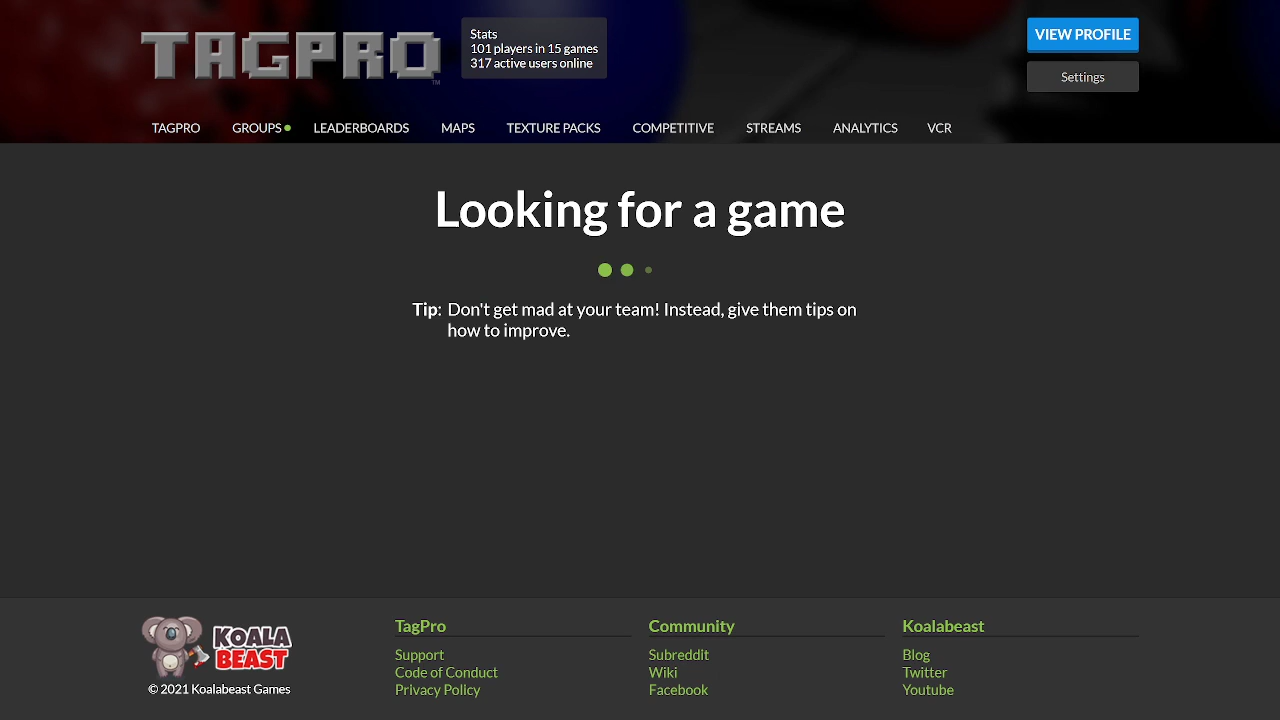 TAGPRO
TM
Stats
101 players in 15 games
317 active users online
VIEW PROFILE
Settings
TAGPRO GROUPS LEADERBOARDS MAPS TEXTURE PACKS COMPETITIVE STREAMS ANALYTICS VCR
Looking for a game
Tip: Don't get mad at your team! Instead, give them tips on
how to improve.
KOALA
BEAST
© 2021 Koalabeast Games
TagPro
Support
Code of Conduct
Privacy Policy
Community
Subreddit
Wiki
Facebook
Koalabeast
Blog
Twitter
Youtube